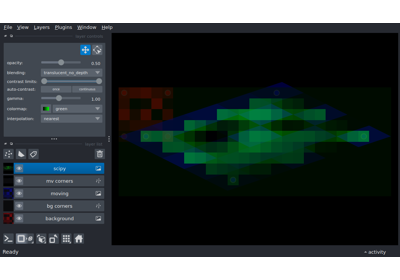 File View Layers Plugins Window Help
opacity: 0.50
blending: translucent_no_depth
contrast limits:
auto-contrast: once continuous
gamma: 1.00
colormap: green
interpolation: nearest
scipy
mv corners
moving
bg corners
background
Ready activity